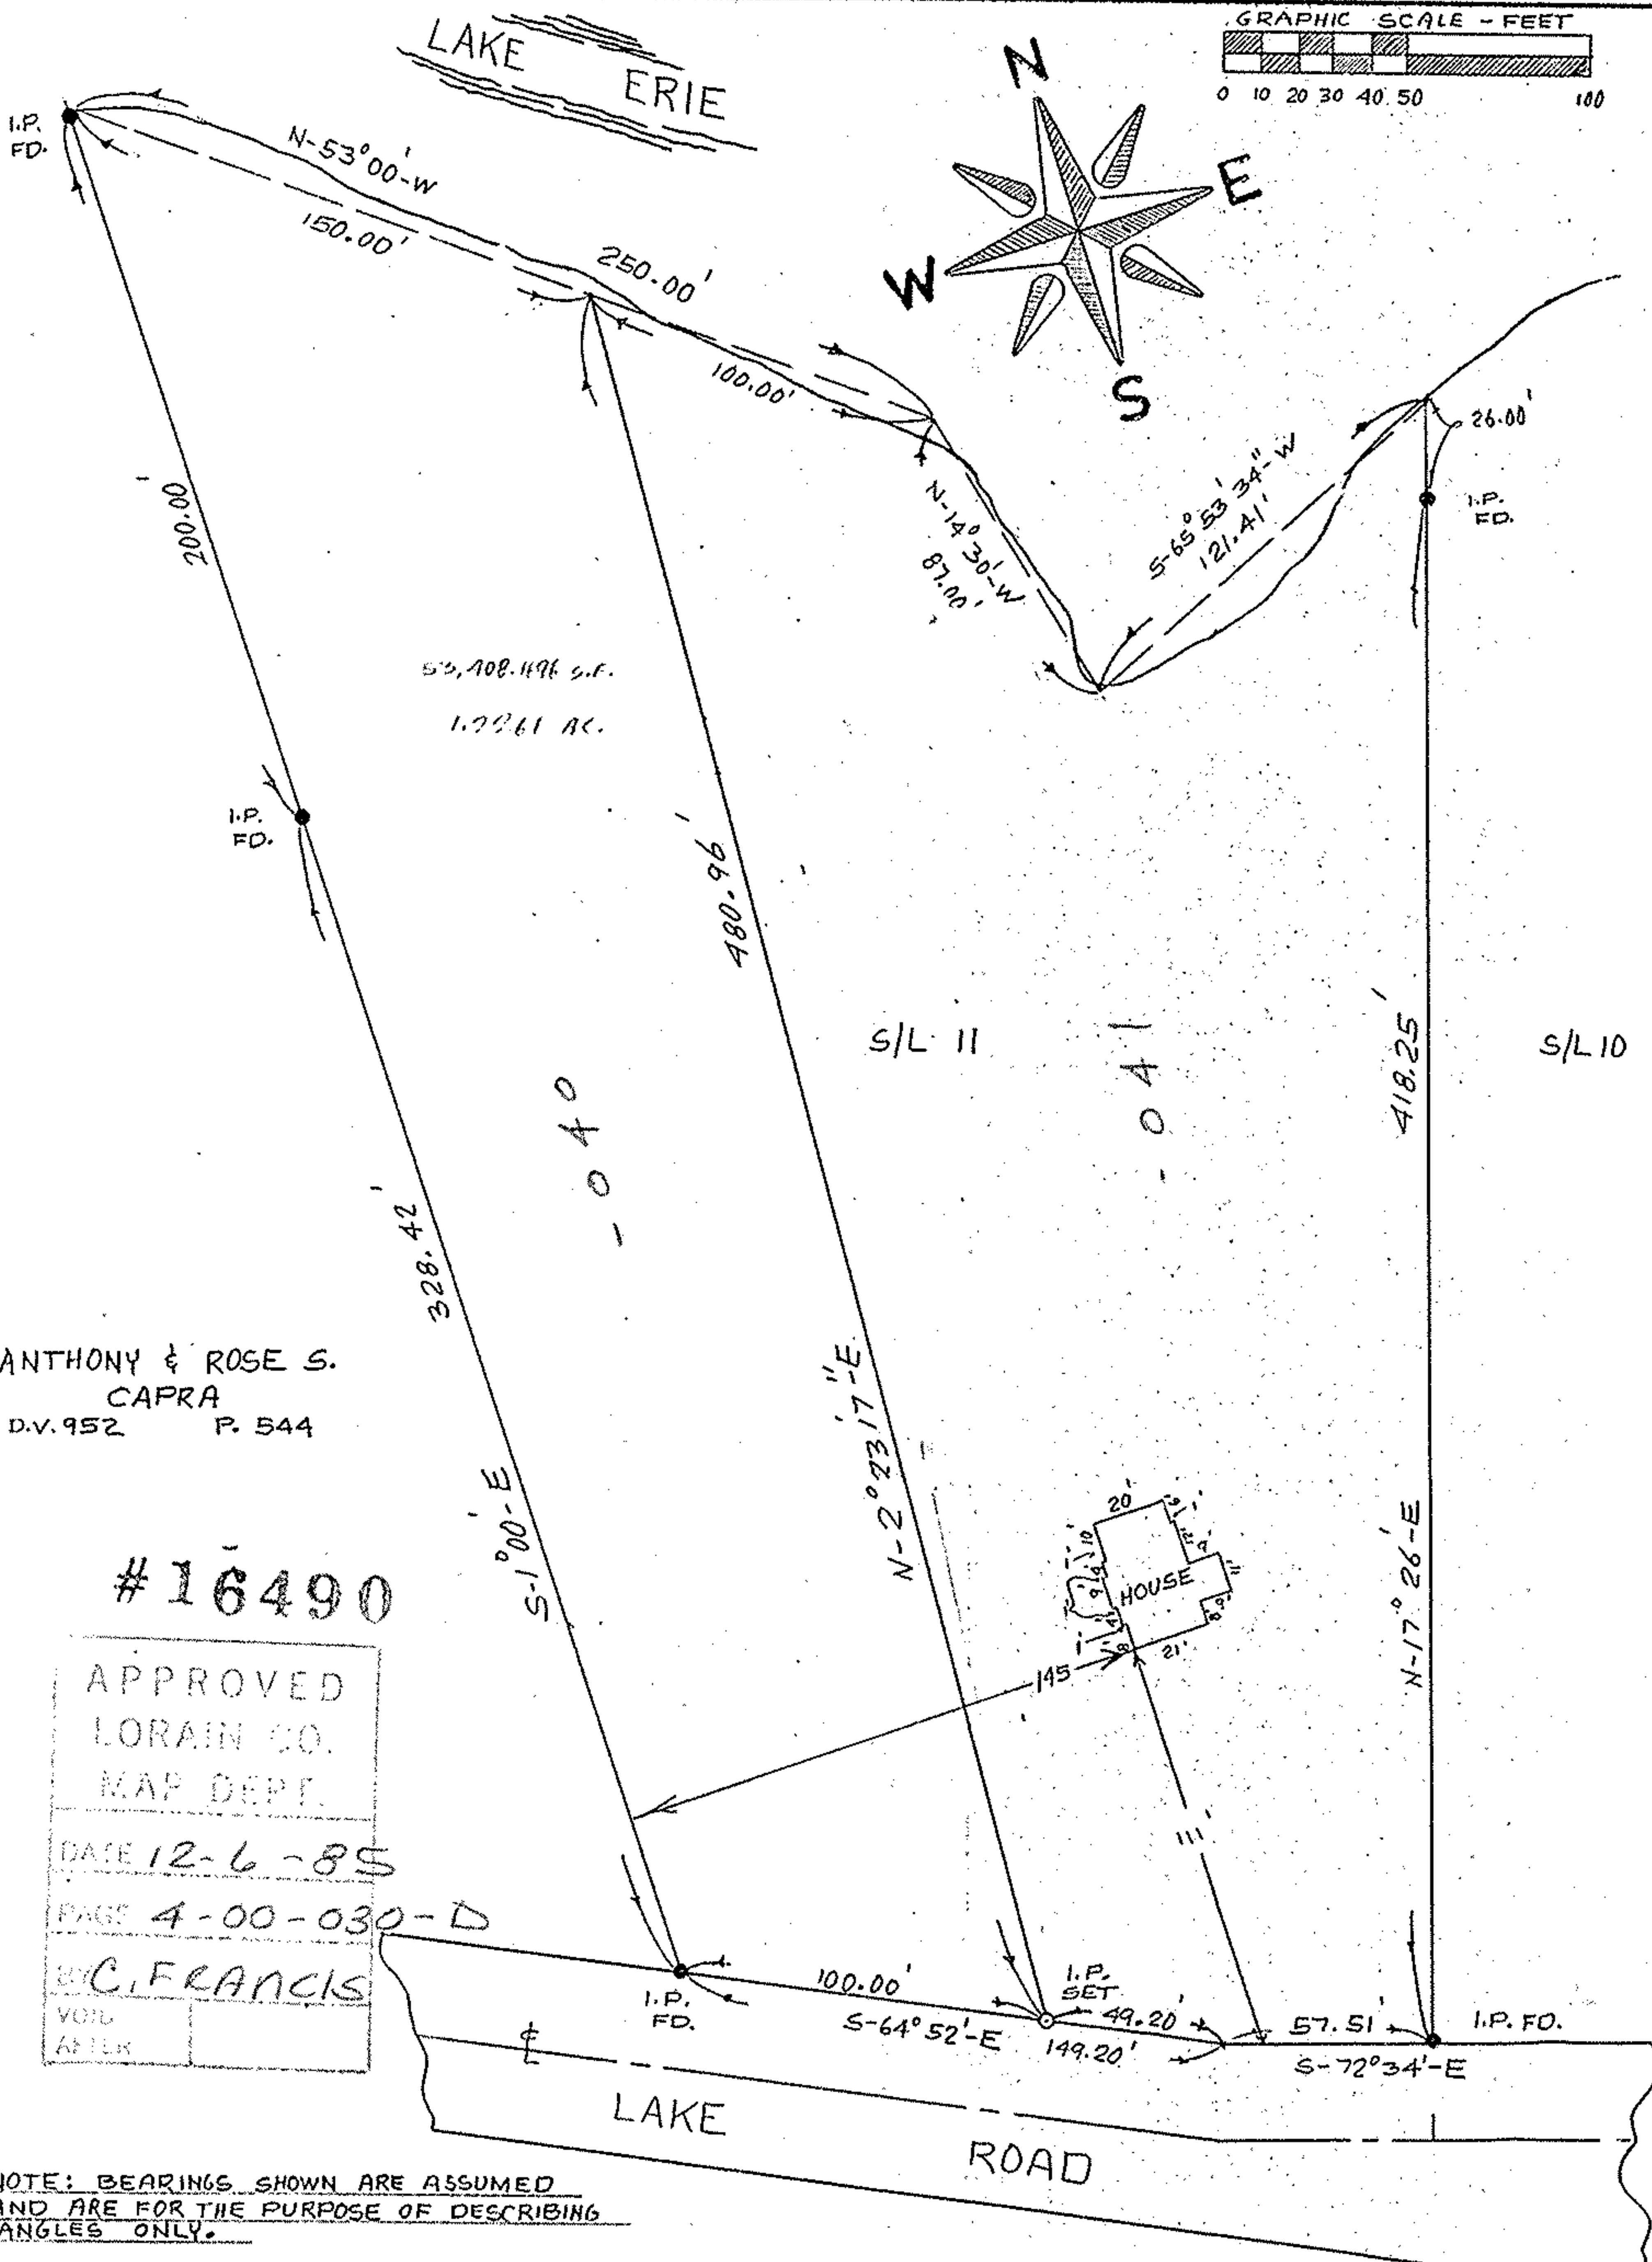 GRAPHIC SCALE - FEET
0 10 20 30 40 50 100
LAKE
ERIE
N
E
W
S
I.P.
FD.
N-53°00'-W
150.00'
250.00'
100.00'
26.00'
I.P.
FD.
N-14°30'-W
87.00'
S-65°53'34"-W
121.41'
200.00'
I.P.
FD.
480.96'
S/L 11
S/L 10
- 040
- 041
418.25'
328.42'
ANTHONY & ROSE S.
CAPRA
D.V. 952 P. 544
S-1°00'-E
N-2°23'17"-E
N-17°26'-E
20'
10'
HOUSE
21'
145
111'
#16490
APPROVED
LORAIN CO.
MAP DEPT.
DATE 12-6-85
PAGE 4-00-030-D
BY C. FRANCIS
VOID
AFTER
I.P.
FD.
100.00'
S-64°52'-E
I.P.
SET
49.20'
149.20'
57.51'
I.P. FD.
S-72°34'-E
℄
LAKE
ROAD
NOTE: BEARINGS SHOWN ARE ASSUMED
AND ARE FOR THE PURPOSE OF DESCRIBING
ANGLES ONLY.